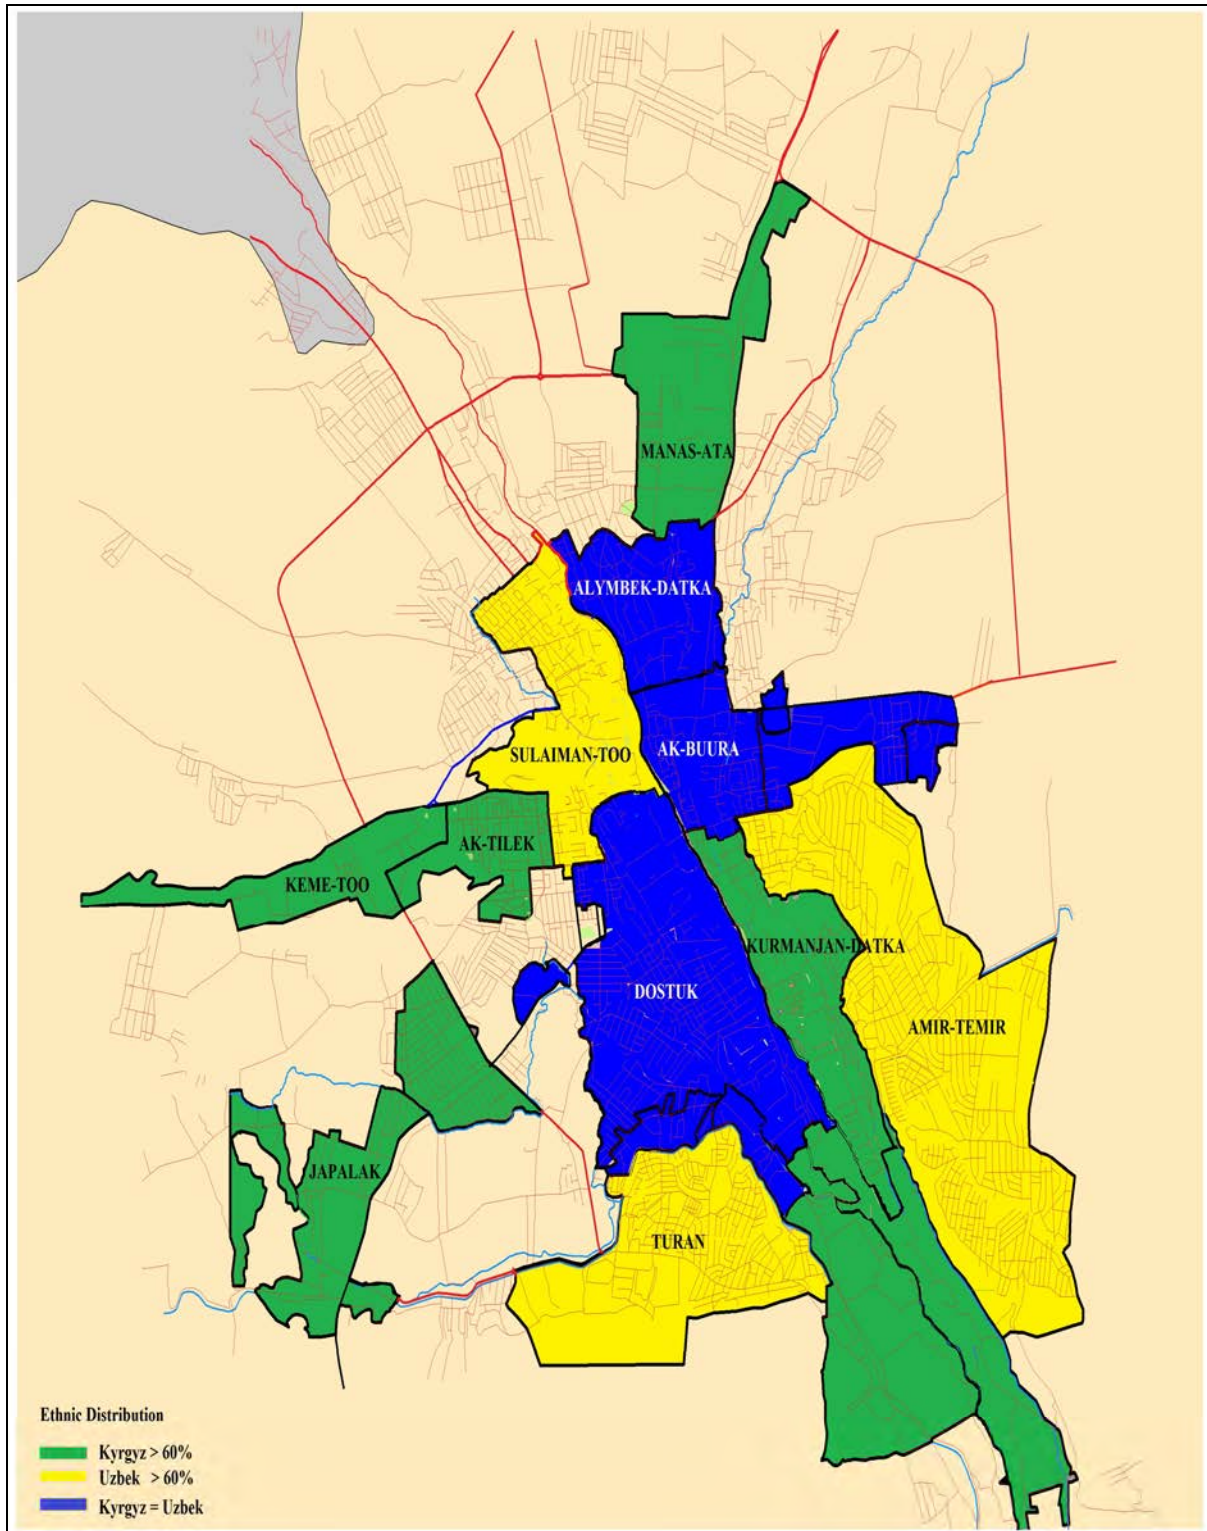 MANAS-ATA
ALYMBEK-DATKA
SULAIMAN-TOO
AK-BUURA
AK-TILEK
KEME-TOO
KURMANJAN-DATKA
DOSTUK
AMIR-TEMIR
JAPALAK
TURAN
Ethnic Distribution
Kyrgyz > 60%
Uzbek > 60%
Kyrgyz = Uzbek